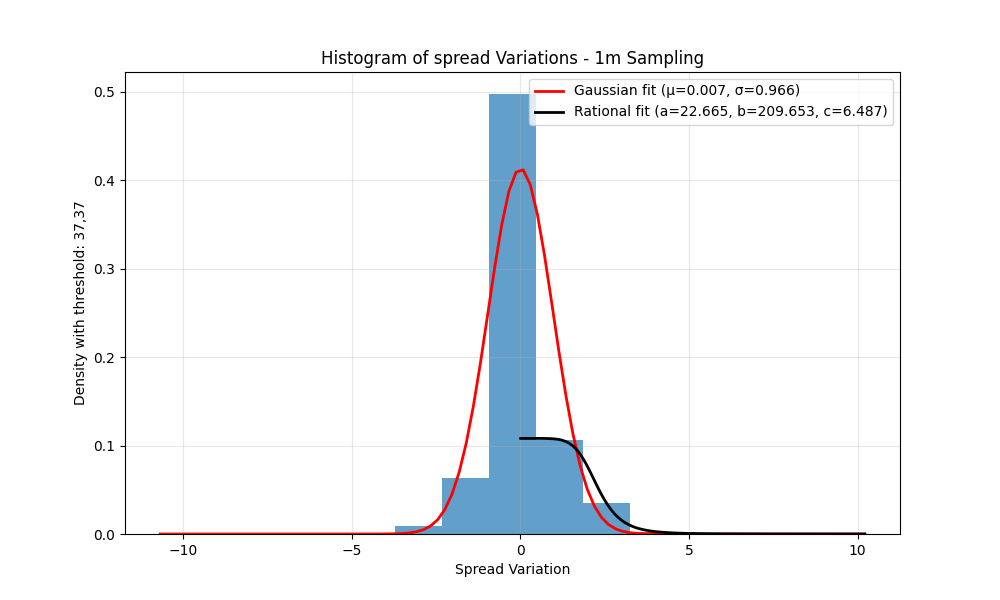 Histogram of spread Variations - 1m Sampling
Gaussian fit (μ=0.007, σ=0.966)
Rational fit (a=22.665, b=209.653, c=6.487)
Density with threshold: 37,37
0.5
0.4
0.3
0.2
0.1
0.0
−10
−5
0
5
10
Spread Variation